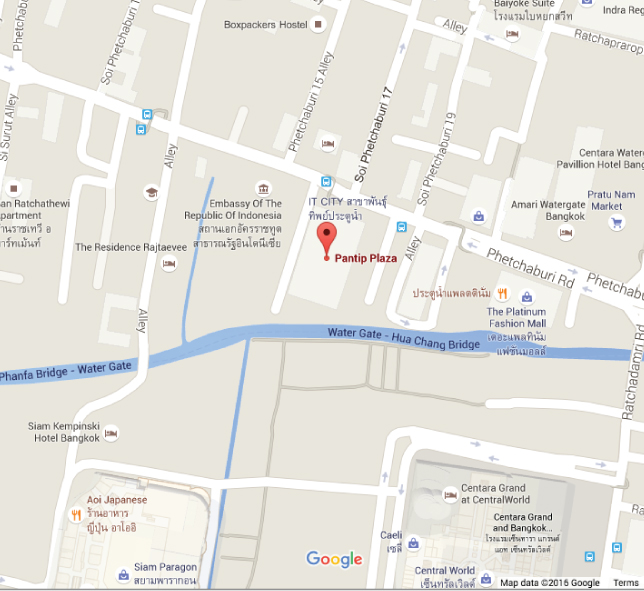 Baiyoke Suite
โรงแรมใบหยกสวีท
Indra Reg
Boxpackers Hostel
Alley
Ratchaprarop
Phetchaburi
Soi Phetchaburi 1
Phetchaburi 15 Alley
Soi Phetchaburi 17
Soi Phetchaburi 19
Si Surut Alley
Alley
Centara Waterg
Pavillion Hotel Bang
an Ratchathewi
partment
านราชเทวี อ
าร์ทเม้นท์
Embassy Of The
Republic Of Indonesia
สถานเอกอัครราชทูต
สาธารณรัฐอินโดนีเซีย
IT CITY สาขาพันธุ์
ทิพย์ประตูน้ำ
Amari Watergate
Bangkok
Pratu Nam
Market
The Residence Rajtaevee
Pantip Plaza
Alley
Phetchaburi Rd
Phetchabu
ประตูน้ำแพลตตินั่ม
The Platinum
Fashion Mall
เดอะแพลทินัม
แฟชั่นมอลล์
Alley
Water Gate - Hua Chang Bridge
Phanfa Bridge - Water Gate
Ratchadamri Rd
Siam Kempinski
Hotel Bangkok
Aoi Japanese
ร้านอาหาร
ญี่ปุ่น อาโออิ
Centara Grand
at CentralWorld
Centara Grand
and Bangkok...
โรงแรมเซ็นทารา แกรนด์
แอท เซ็นทรัลเวิลด์
Ra
Caeli
เซลี
Google
Siam Paragon
สยามพารากอน
Central World
เซ็นทรัลเวิลด์
Map data ©2016 Google
Terms